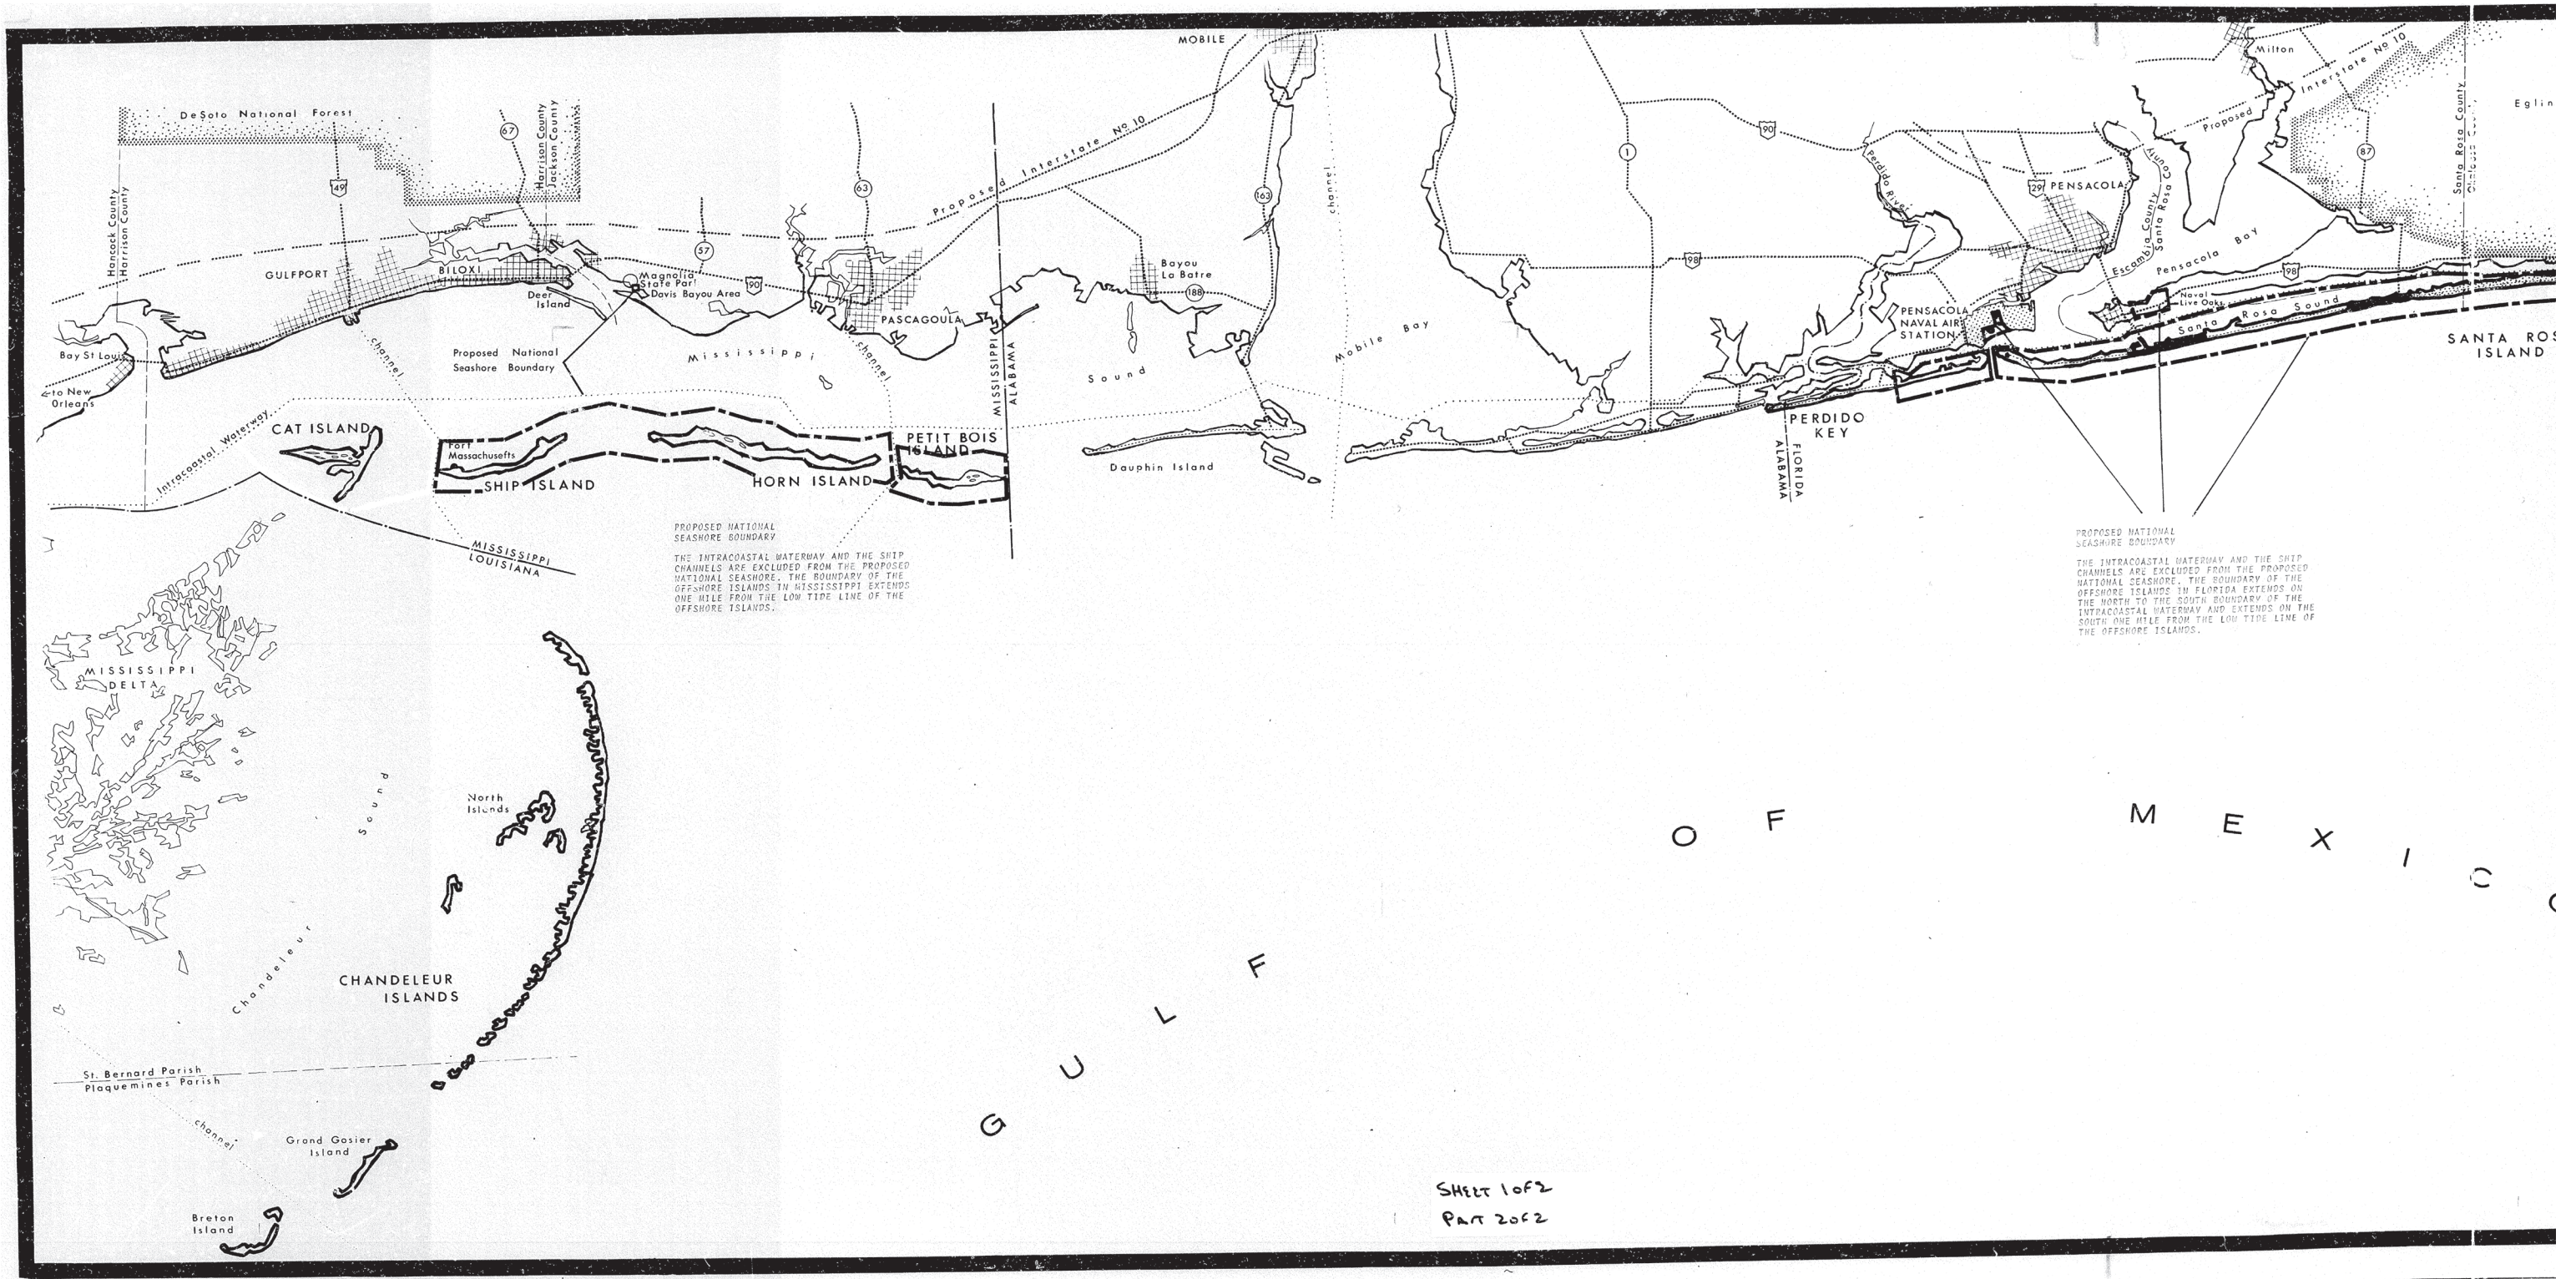 MOBILE
Milton
Interstate Nº 10
Proposed
DeSoto National Forest
67
Harrison County
Jackson County
49
Hancock County
Harrison County
63
Proposed Interstate Nº 10
163
channel
1
90
Perdido River
29
PENSACOLA
Escambia County
Santa Rosa County
87
Santa Rosa County
Eglin
GULFPORT
BILOXI
57
Magnolia
State Par
Davis Bayou Area
90
Deer
Island
Bayou
La Batre
188
98
Pensacola Bay
98
Naval
Live Oaks
Santa Rosa Sound
PENSACOLA
NAVAL AIR
STATION
SANTA ROS
ISLAND
PASCAGOULA
Bay St Louis
to New
Orleans
channel
Proposed National
Seashore Boundary
Mississippi
Sound
channel
MISSISSIPPI
ALABAMA
Mobile Bay
Intracoastal Waterway
CAT ISLAND
Fort
Massachusetts
SHIP ISLAND
HORN ISLAND
PETIT BOIS
ISLAND
Dauphin Island
PERDIDO
KEY
FLORIDA
ALABAMA
MISSISSIPPI
LOUISIANA
PROPOSED NATIONAL
SEASHORE BOUNDARY
THE INTRACOASTAL WATERWAY AND THE SHIP
CHANNELS ARE EXCLUDED FROM THE PROPOSED
NATIONAL SEASHORE. THE BOUNDARY OF THE
OFFSHORE ISLANDS IN MISSISSIPPI EXTENDS
ONE MILE FROM THE LOW TIDE LINE OF THE
OFFSHORE ISLANDS.
PROPOSED NATIONAL
SEASHORE BOUNDARY
THE INTRACOASTAL WATERWAY AND THE SHIP
CHANNELS ARE EXCLUDED FROM THE PROPOSED
NATIONAL SEASHORE. THE BOUNDARY OF THE
OFFSHORE ISLANDS IN FLORIDA EXTENDS ON
THE NORTH TO THE SOUTH BOUNDARY OF THE
INTRACOASTAL WATERWAY AND EXTENDS ON THE
SOUTH ONE MILE FROM THE LOW TIDE LINE OF
THE OFFSHORE ISLANDS.
MISSISSIPPI
DELTA
North
Islands
Chandeleur Sound
CHANDELEUR
ISLANDS
GULF OF MEXICO
St. Bernard Parish
Plaquemines Parish
channel
Grand Gosier
Island
Breton
Island
SHEET 1 OF 2
PART 2 OF 2